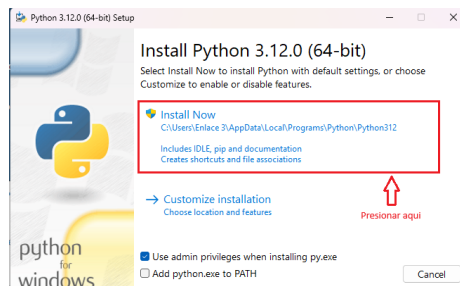 Python 3.12.0 (64-bit) Setup
Install Python 3.12.0 (64-bit)
Select Install Now to install Python with default settings, or choose
Customize to enable or disable features.
Install Now
C:\Users\Enlace 3\AppData\Local\Programs\Python\Python312
Includes IDLE, pip and documentation
Creates shortcuts and file associations
Customize installation
Choose location and features
Presionar aqui
python
for
windows
Use admin privileges when installing py.exe
Add python.exe to PATH
Cancel